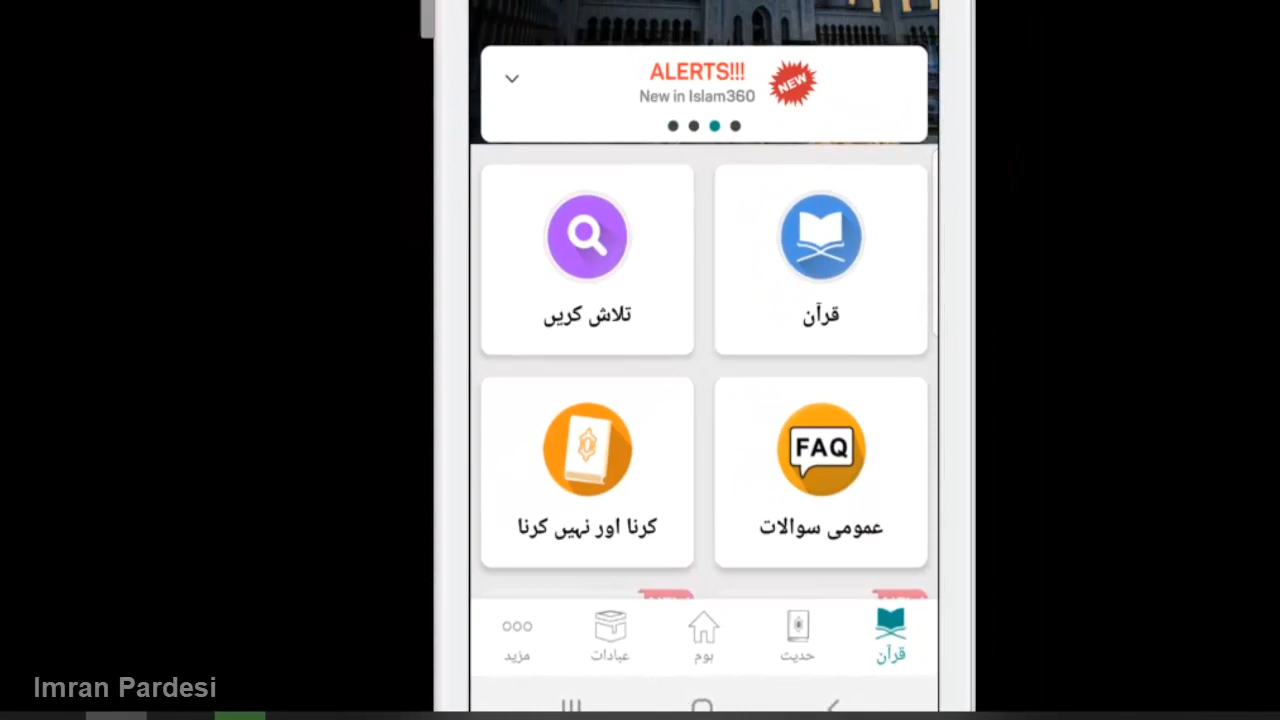 ALERTS!!!
NEW
New in Islam360
قرآن
تلاش کریں
FAQ
عمومی سوالات
کرنا اور نہیں کرنا
قرآن
حدیث
ہوم
عبادات
مزید
Imran Pardesi